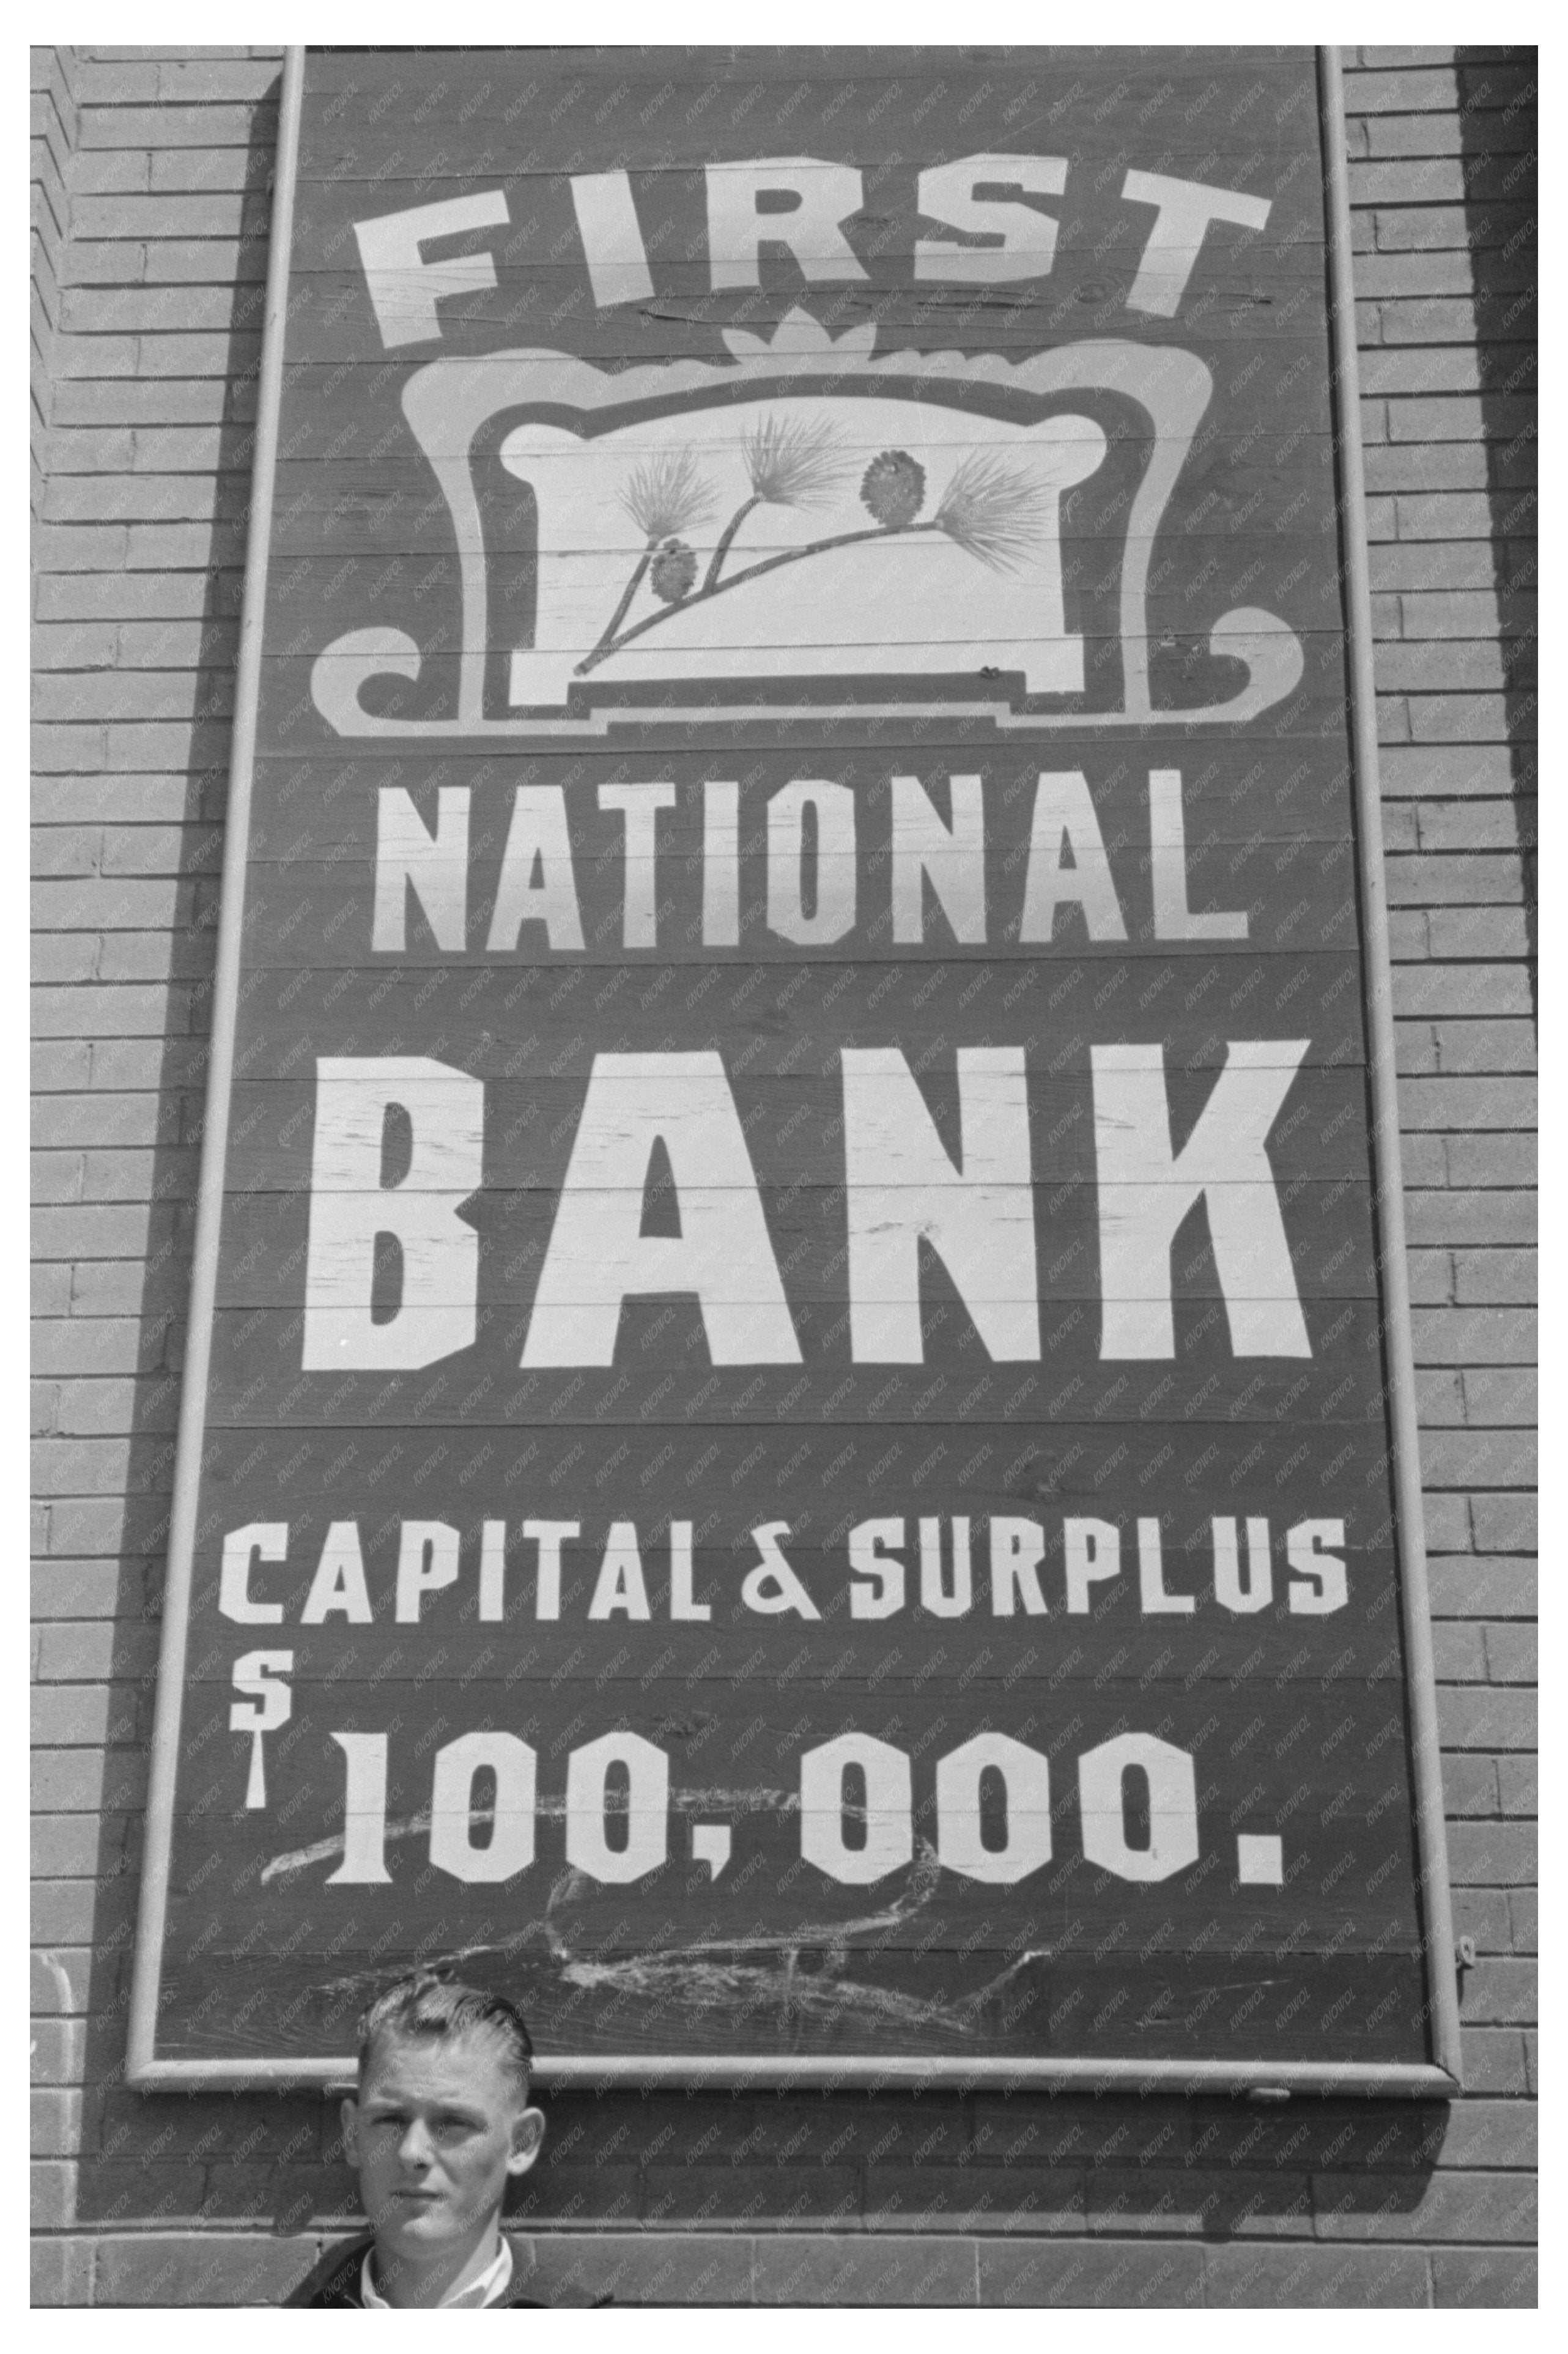 FIRST
NATIONAL
BANK
CAPITAL & SURPLUS
$100,000.